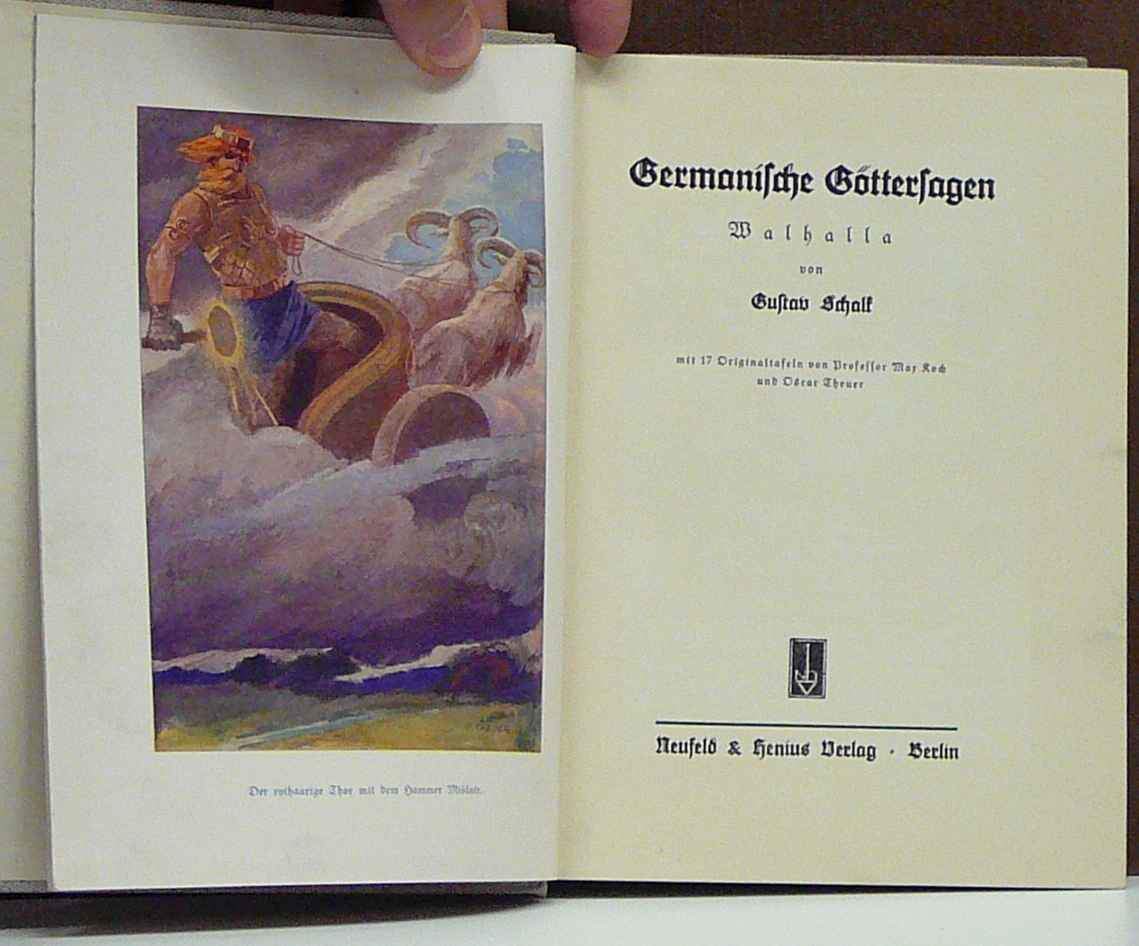 Der rothaarige Thor mit dem Hammer Miölnir.
Germaniſche Götterſagen
Walhalla
von
Guſtav Schalk
mit 17 Originaltafeln von Profeſſor Max Koch
und Oscar Theuer
Neufeld & Henius Verlag · Berlin